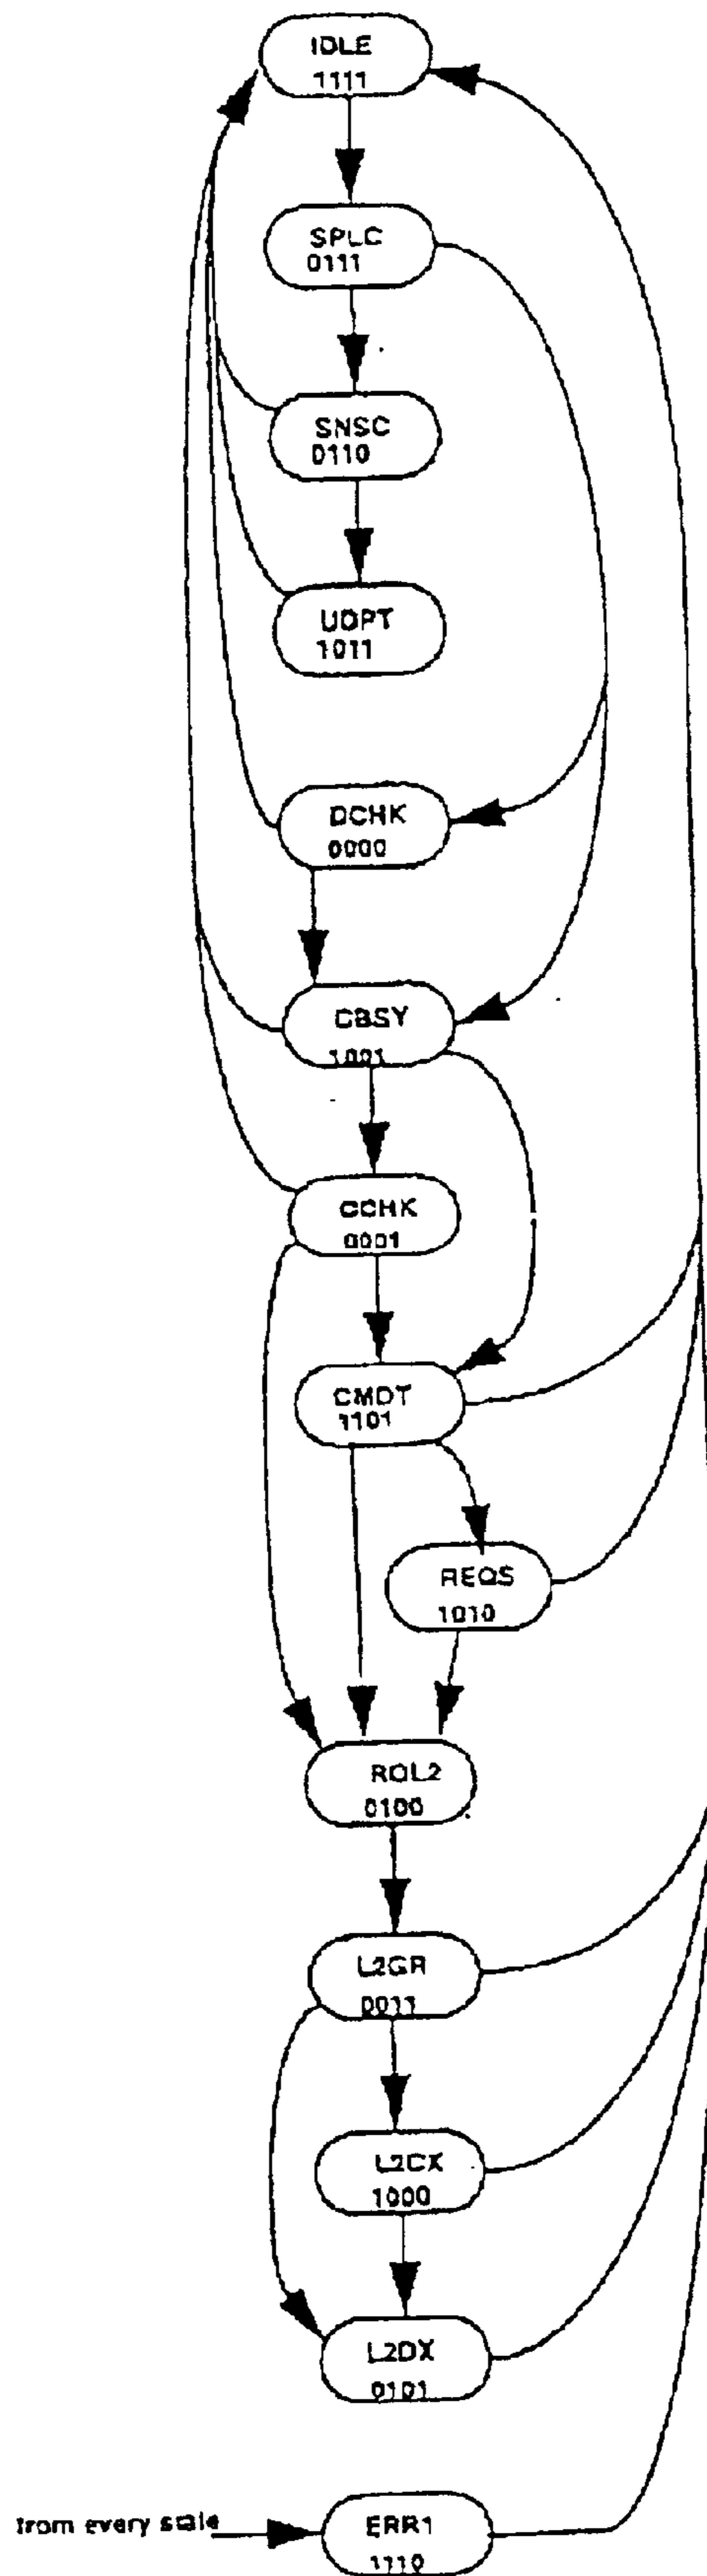 IDLE
1111
SPLC
0111
SNSC
0110
UDPT
1011
DCHK
0000
CBSY
1001
CCHK
0001
CMDT
1101
REQS
1010
RQL2
0100
L2GR
0011
L2CX
1000
L2DX
0101
from every state
ERR1
1110